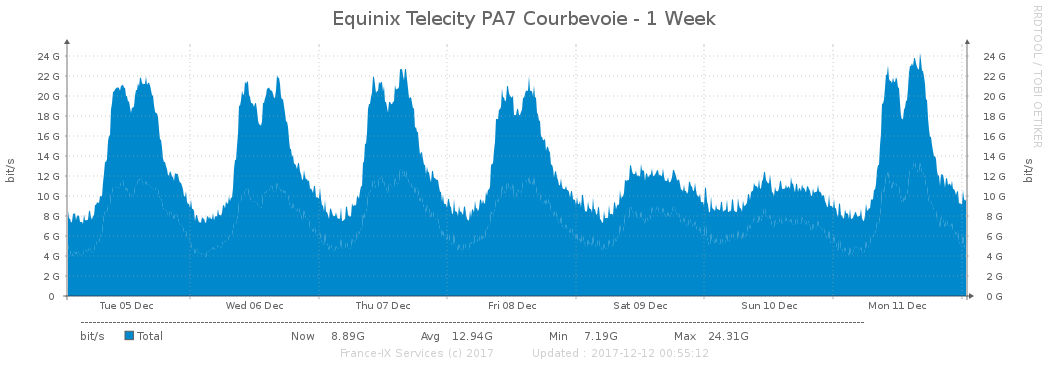 Equinix Telecity PA7 Courbevoie - 1 Week
RRDTOOL / TOBI OETIKER
bit/s
24 G
22 G
20 G
18 G
16 G
14 G
12 G
10 G
8 G
6 G
4 G
2 G
0
24 G
22 G
20 G
18 G
16 G
14 G
12 G
10 G
8 G
6 G
4 G
2 G
0 G
bit/s
Tue 05 Dec Wed 06 Dec Thu 07 Dec Fri 08 Dec Sat 09 Dec Sun 10 Dec Mon 11 Dec
bit/s Total Now 8.89G Avg 12.94G Min 7.19G Max 24.31G
France-IX Services (c) 2017 Updated : 2017-12-12 00:55:12